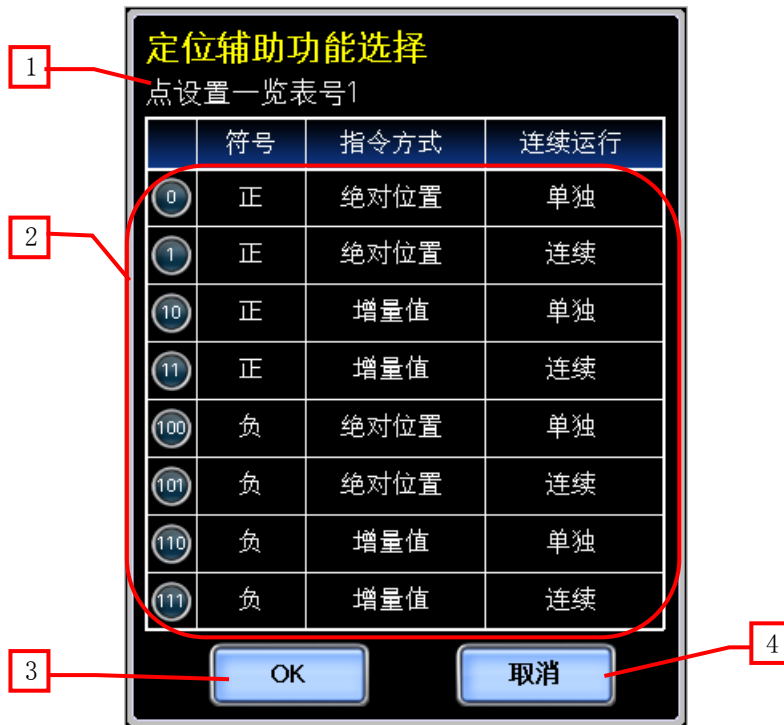 定位辅助功能选择
1
点设置一览表号1
符号 指令方式 连续运行
0 正 绝对位置 单独
2
1 正 绝对位置 连续
10 正 增量值 单独
11 正 增量值 连续
100 负 绝对位置 单独
101 负 绝对位置 连续
110 负 增量值 单独
111 负 增量值 连续
4
3
OK 取消